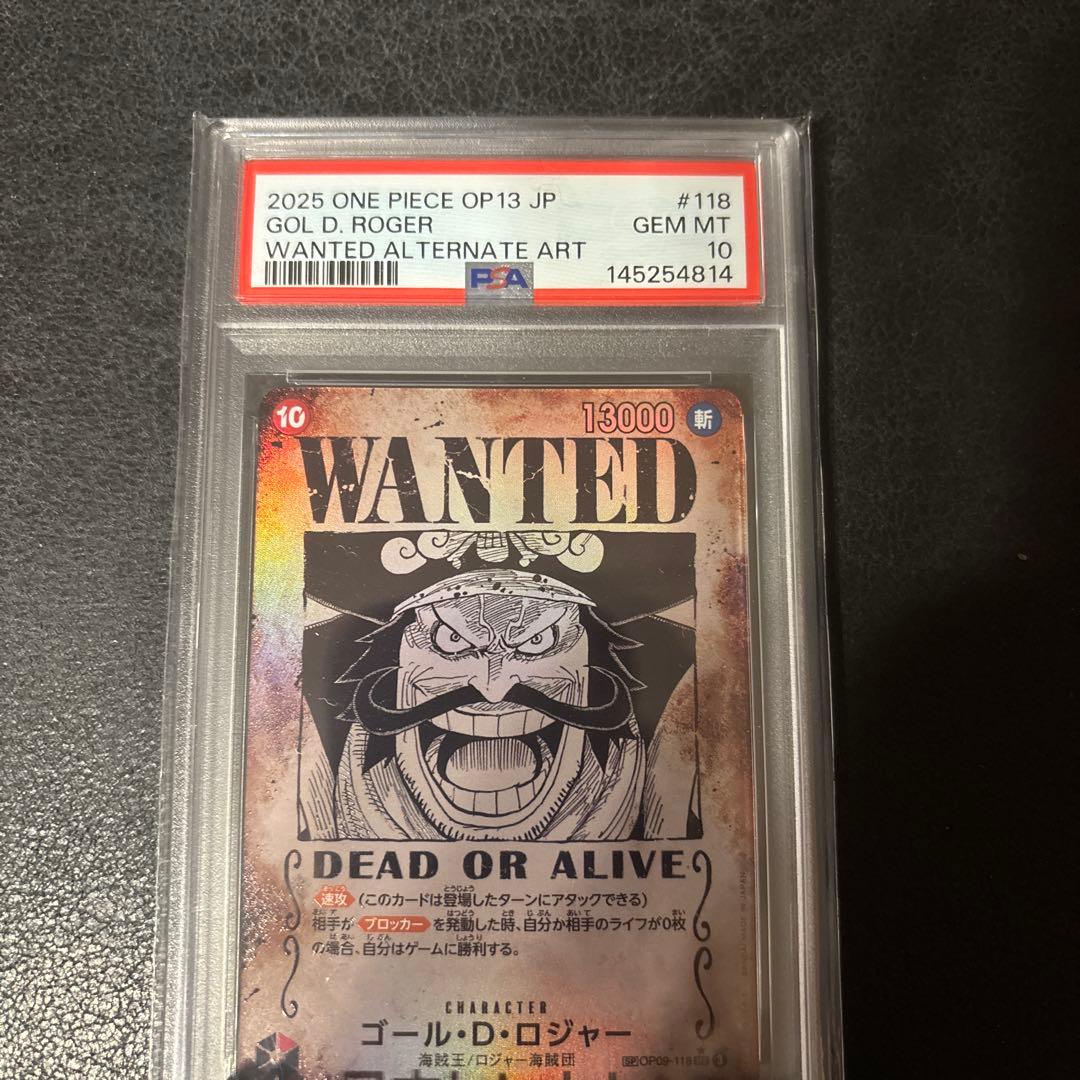 2025 ONE PIECE OP13 JP #118
GOL D. ROGER GEM MT
WANTED ALTERNATE ART 10
PSA 145254814
10 13000 斬
WANTED
DEAD OR ALIVE
速攻 (このカードは登場したターンにアタックできる)
相手が ブロッカー を発動した時、自分か相手のライフが0枚
の場合、自分はゲームに勝利する。
CHARACTER
ゴール・D・ロジャー
海賊王/ロジャー海賊団
SP OP09-118